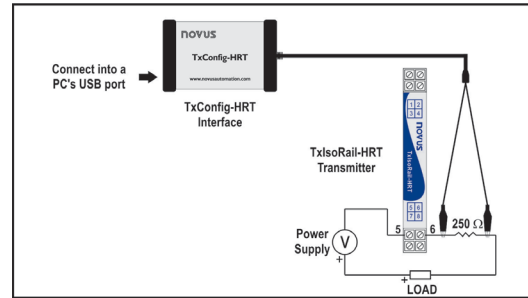 novus
TxConfig-HRT
www.novusautomation.com
Connect into a
PC's USB port
TxConfig-HRT
Interface
1 2
3 4
novus
TxIsoRail-HRT
TxIsoRail-HRT
Transmitter
5 6
7 8
Power
Supply
V
+
5
6
250 Ω
+
LOAD